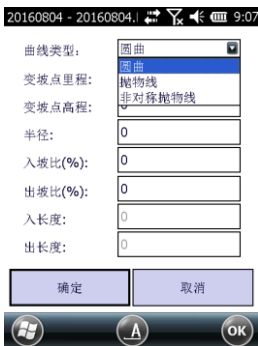 20160804 - 20160804. 9:07
曲线类型: 圆曲
圆曲
变坡点里程: 抛物线
非对称抛物线
变坡点高程: 0
半径: 0
入坡比(%): 0
出坡比(%): 0
入长度: 0
出长度: 0
确定 取消
A OK